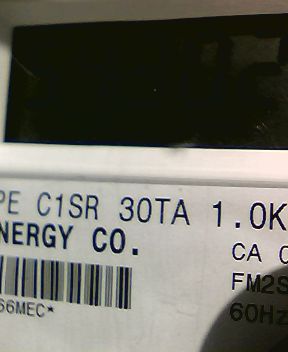 PE C1SR 30TA 1.0K
NERGY CO.
CA
FM2S
66MEC*
60Hz